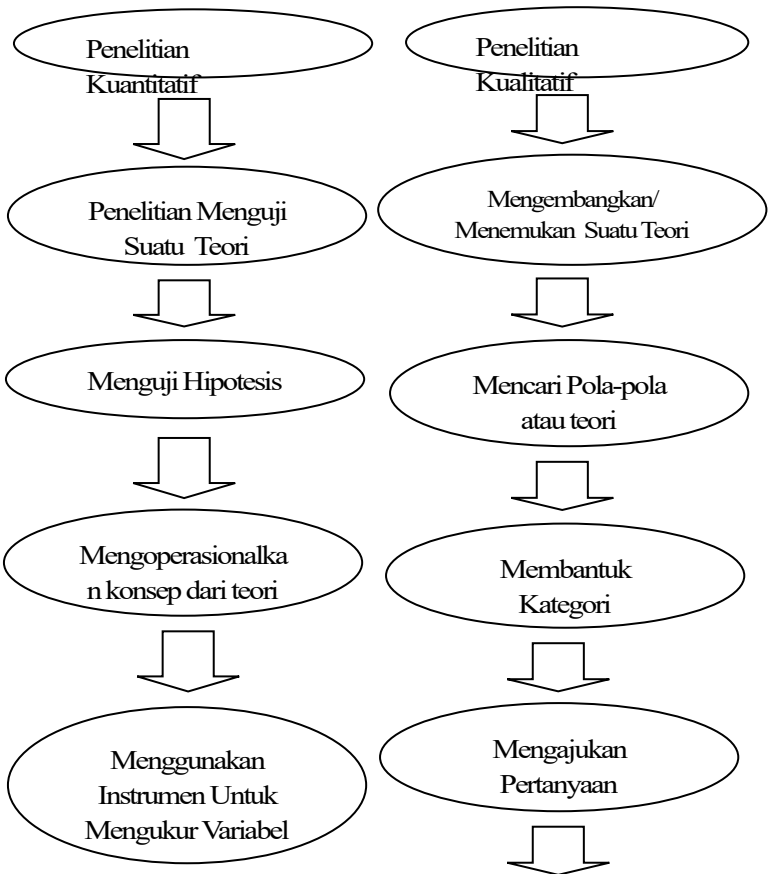 Penelitian
Kuantitatif
Penelitian Menguji
Suatu Teori
Menguji Hipotesis
Mengoperasionalka
n konsep dari teori
Menggunakan
Instrumen Untuk
Mengukur Variabel
Penelitian
Kualitatif
Mengembangkan/
Menemukan Suatu Teori
Mencari Pola-pola
atau teori
Membantuk
Kategori
Mengajukan
Pertanyaan